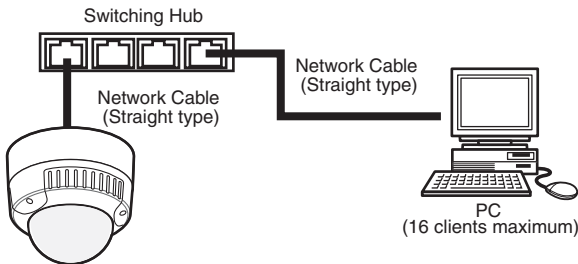 Switching Hub
Network Cable
(Straight type)
Network Cable
(Straight type)
PC
(16 clients maximum)